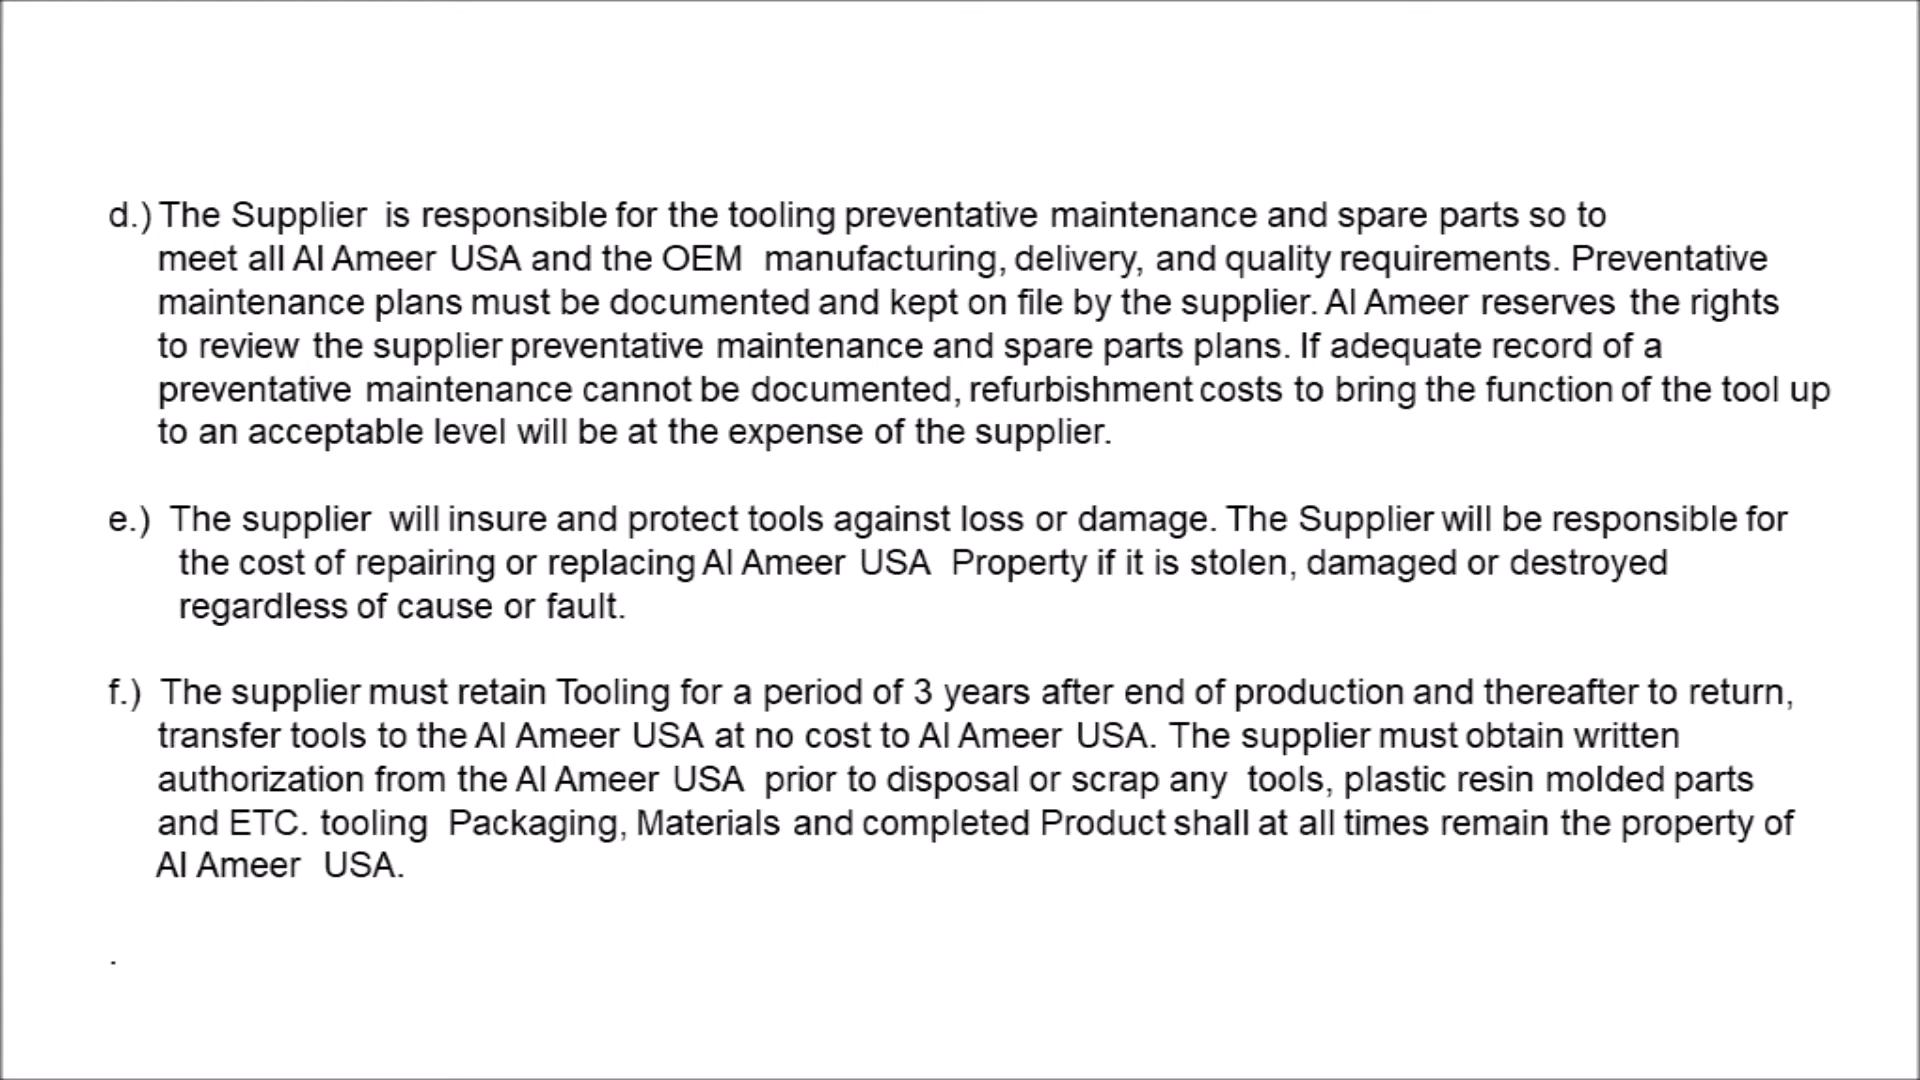 d.) The Supplier is responsible for the tooling preventative maintenance and spare parts so to
meet all Al Ameer USA and the OEM manufacturing, delivery, and quality requirements. Preventative
maintenance plans must be documented and kept on file by the supplier. Al Ameer reserves the rights
to review the supplier preventative maintenance and spare parts plans. If adequate record of a
preventative maintenance cannot be documented, refurbishment costs to bring the function of the tool up
to an acceptable level will be at the expense of the supplier.
e.) The supplier will insure and protect tools against loss or damage. The Supplier will be responsible for
the cost of repairing or replacing Al Ameer USA Property if it is stolen, damaged or destroyed
regardless of cause or fault.
f.) The supplier must retain Tooling for a period of 3 years after end of production and thereafter to return,
transfer tools to the Al Ameer USA at no cost to Al Ameer USA. The supplier must obtain written
authorization from the Al Ameer USA prior to disposal or scrap any tools, plastic resin molded parts
and ETC. tooling Packaging, Materials and completed Product shall at all times remain the property of
Al Ameer USA.
.